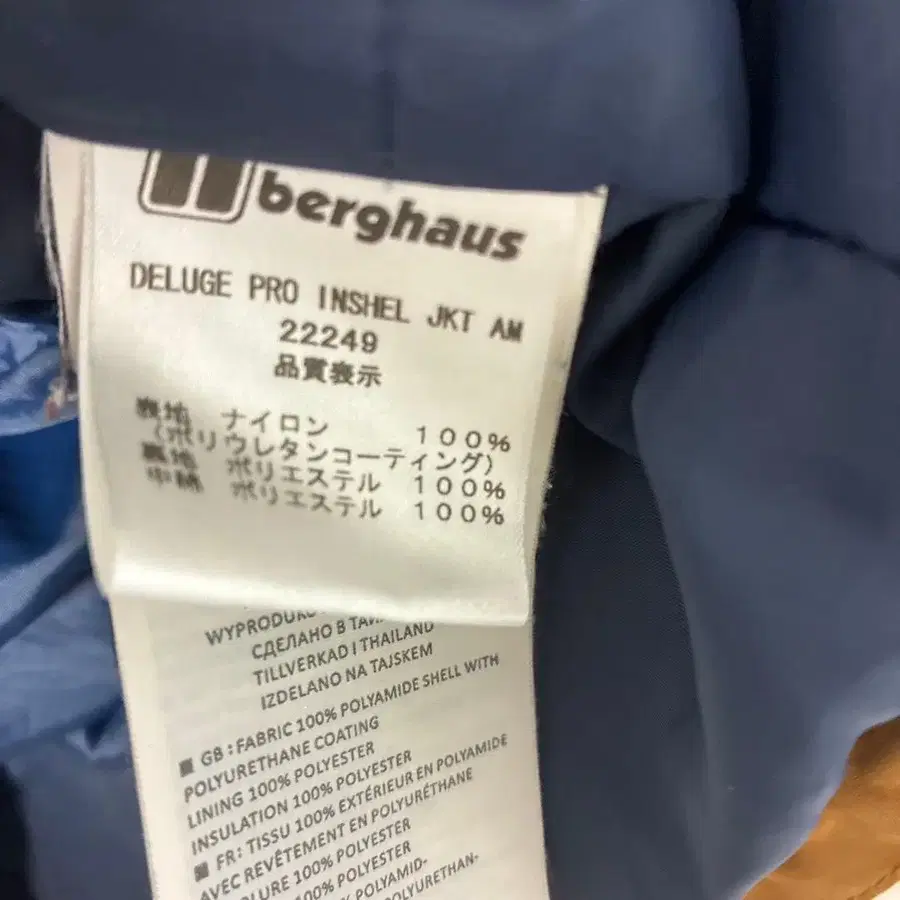 berghaus
DELUGE PRO INSHEL JKT AM
22249
品質表示
表地 ナイロン 100%
(ポリウレタンコーティング)
裏地 ポリエステル 100%
中綿 ポリエステル 100%
СДЕЛАНО В
TILLVERKAD I THAILAND
IZDELANO NA TAJSKEM
GB : FABRIC 100% POLYAMIDE SHELL WITH
POLYURETHANE COATING
LINING 100% POLYESTER
INSULATION 100% POLYESTER
FR: TISSU 100% EXTÉRIEUR EN POLYAMIDE
AVEC REVÊTEMENT EN POLYURÉTHANE
100% POLYESTER
100% POLYESTER